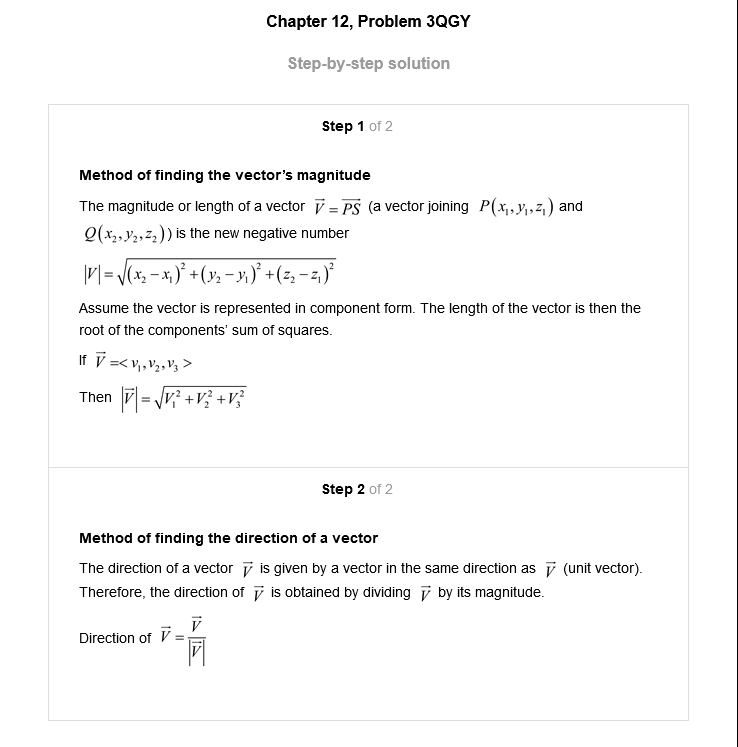 Chapter 12, Problem 3QGY
Step-by-step solution
Step 1 of 2
Method of finding the vector's magnitude
The magnitude or length of a vector $\vec{V} = \overline{PS}$ (a vector joining $P(x_1, y_1, z_1)$ and
$Q(x_2, y_2, z_2)$) is the new negative number
$|V| = \sqrt{(x_2 - x_1)^2 + (y_2 - y_1)^2 + (z_2 - z_1)^2}$
Assume the vector is represented in component form. The length of the vector is then the
root of the components' sum of squares.
If $\vec{V} = < v_1, v_2, v_3 >$
Then $|\vec{V}| = \sqrt{V_1^2 + V_2^2 + V_3^2}$
Step 2 of 2
Method of finding the direction of a vector
The direction of a vector $\vec{V}$ is given by a vector in the same direction as $\vec{V}$ (unit vector).
Therefore, the direction of $\vec{V}$ is obtained by dividing $\vec{V}$ by its magnitude.
Direction of $\vec{V} = \frac{\vec{V}}{|\vec{V}|}$